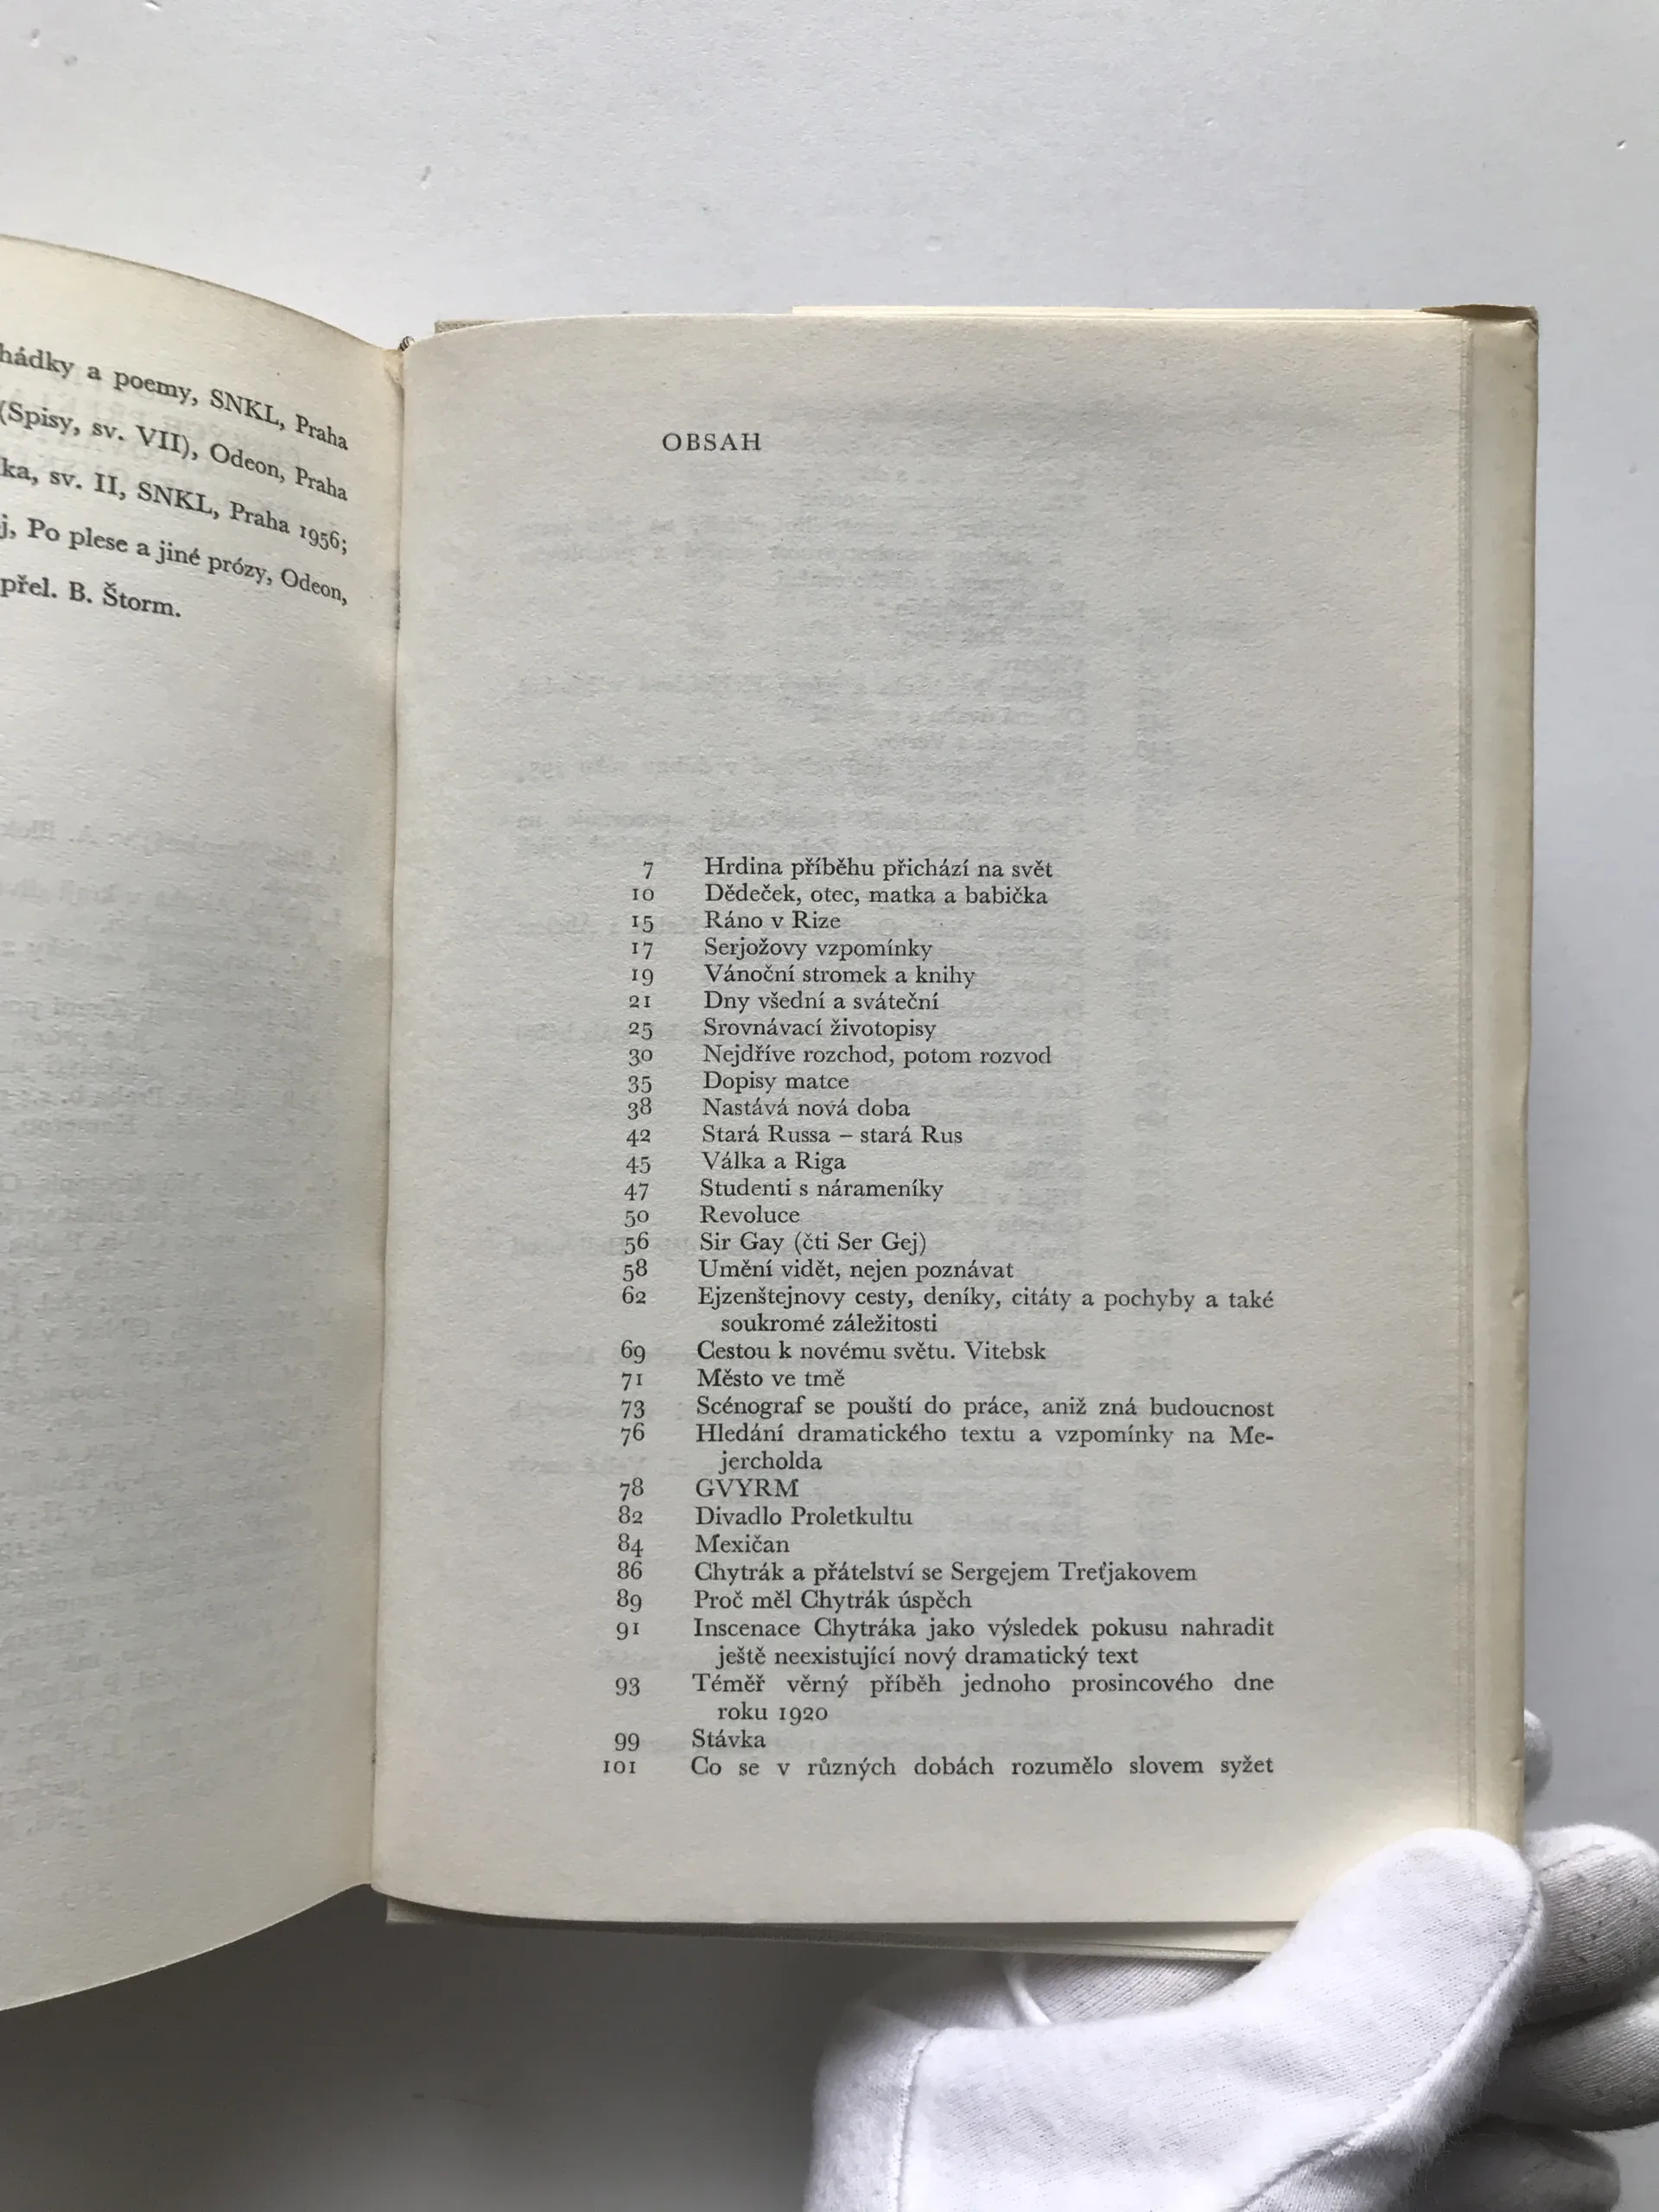 hádky a poemy, SNKL, Praha
(Spisy, sv. VII), Odeon, Praha
ka, sv. II, SNKL, Praha 1956;
j, Po plese a jiné prózy, Odeon,
přel. B. Štorm.
OBSAH
7 Hrdina příběhu přichází na svět
10 Dědeček, otec, matka a babička
15 Ráno v Rize
17 Serjožovy vzpomínky
19 Vánoční stromek a knihy
21 Dny všední a sváteční
25 Srovnávací životopisy
30 Nejdříve rozchod, potom rozvod
35 Dopisy matce
38 Nastává nová doba
42 Stará Russa – stará Rus
45 Válka a Riga
47 Studenti s nárameníky
50 Revoluce
56 Sir Gay (čti Ser Gej)
58 Umění vidět, nejen poznávat
62 Ejzenštejnovy cesty, deníky, citáty a pochyby a také
soukromé záležitosti
69 Cestou k novému světu. Vitebsk
71 Město ve tmě
73 Scénograf se pouští do práce, aniž zná budoucnost
76 Hledání dramatického textu a vzpomínky na Me-
jercholda
78 GVYRM
82 Divadlo Proletkultu
84 Mexičan
86 Chytrák a přátelství se Sergejem Treťjakovem
89 Proč měl Chytrák úspěch
91 Inscenace Chytráka jako výsledek pokusu nahradit
ještě neexistující nový dramatický text
93 Téměř věrný příběh jednoho prosincového dne
roku 1920
99 Stávka
101 Co se v různých dobách rozumělo slovem syžet